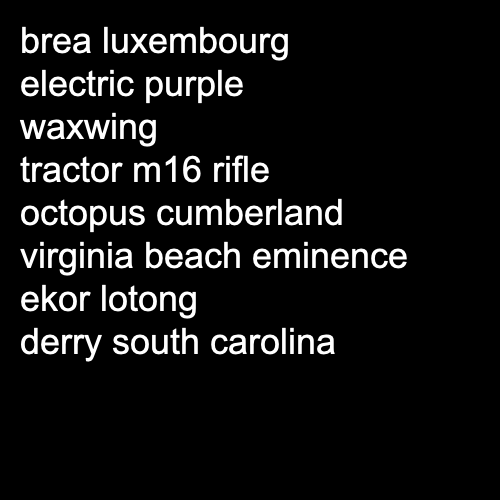 brea luxembourg
electric purple
waxwing
tractor m16 rifle
octopus cumberland
virginia beach eminence
ekor lotong
derry south carolina